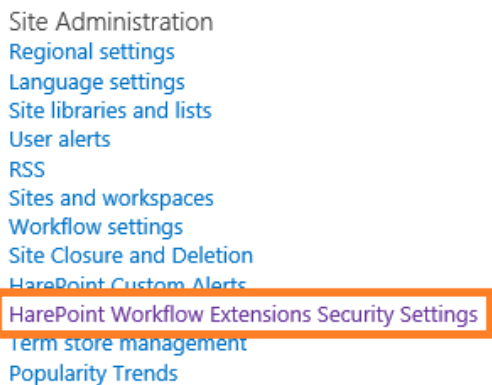 Site Administration
Regional settings
Language settings
Site libraries and lists
User alerts
RSS
Sites and workspaces
Workflow settings
Site Closure and Deletion
HarePoint Custom Alerts
HarePoint Workflow Extensions Security Settings
Term store management
Popularity Trends